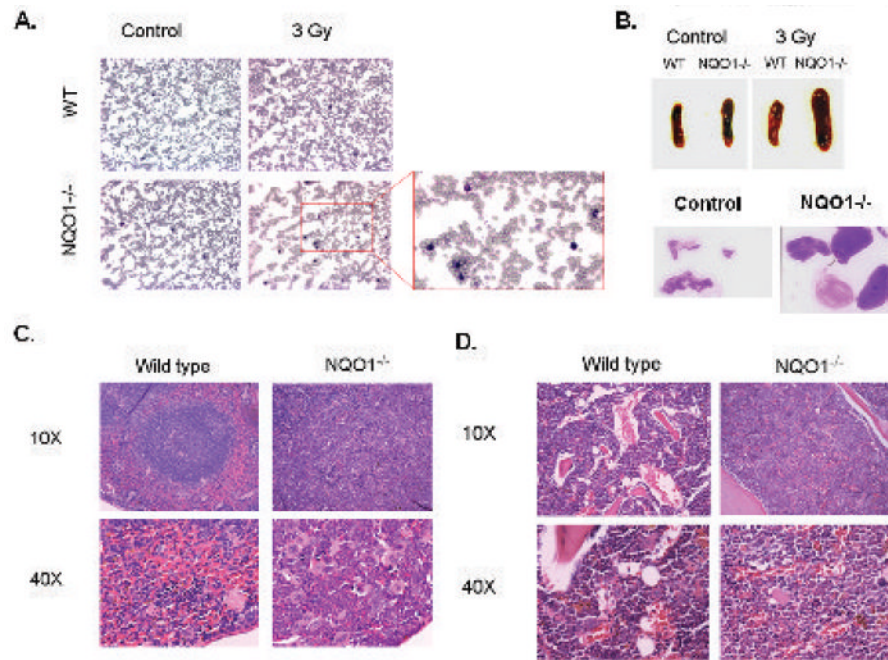 A.
Control 3 Gy
WT
NQO1-/-
B.
Control 3 Gy
WT NQO1-/- WT NQO1-/-
Control NQO1-/-
C.
Wild type NQO1-/-
10X
40X
D.
Wild type NQO1-/-
10X
40X